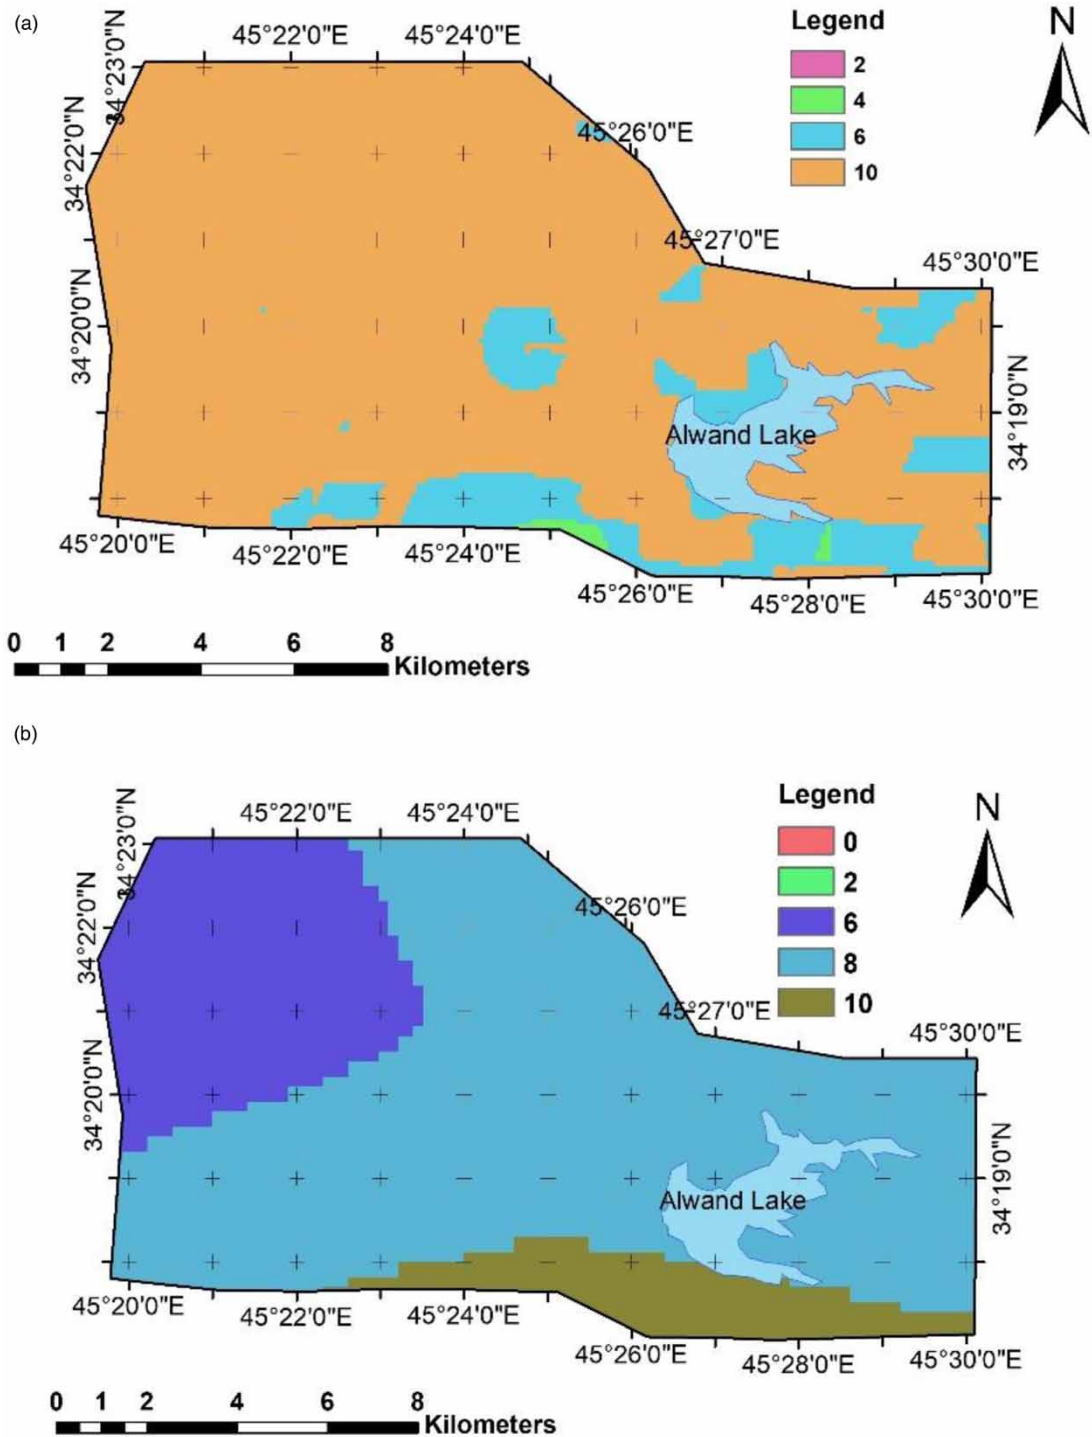 (a)
Legend
N
2
4
6
10
45°22'0"E 45°24'0"E
34°23'0"N
45°26'0"E
34°22'0"N
45°27'0"E
45°30'0"E
34°20'0"N
34°19'0"N
Alwand Lake
45°20'0"E 45°22'0"E 45°24'0"E
45°26'0"E 45°28'0"E 45°30'0"E
0 1 2 4 6 8
Kilometers
(b)
Legend
N
0
2
6
8
10
45°22'0"E 45°24'0"E
34°23'0"N
45°26'0"E
34°22'0"N
45°27'0"E
45°30'0"E
34°20'0"N
34°19'0"N
Alwand Lake
45°20'0"E 45°22'0"E 45°24'0"E
45°26'0"E 45°28'0"E 45°30'0"E
0 1 2 4 6 8
Kilometers